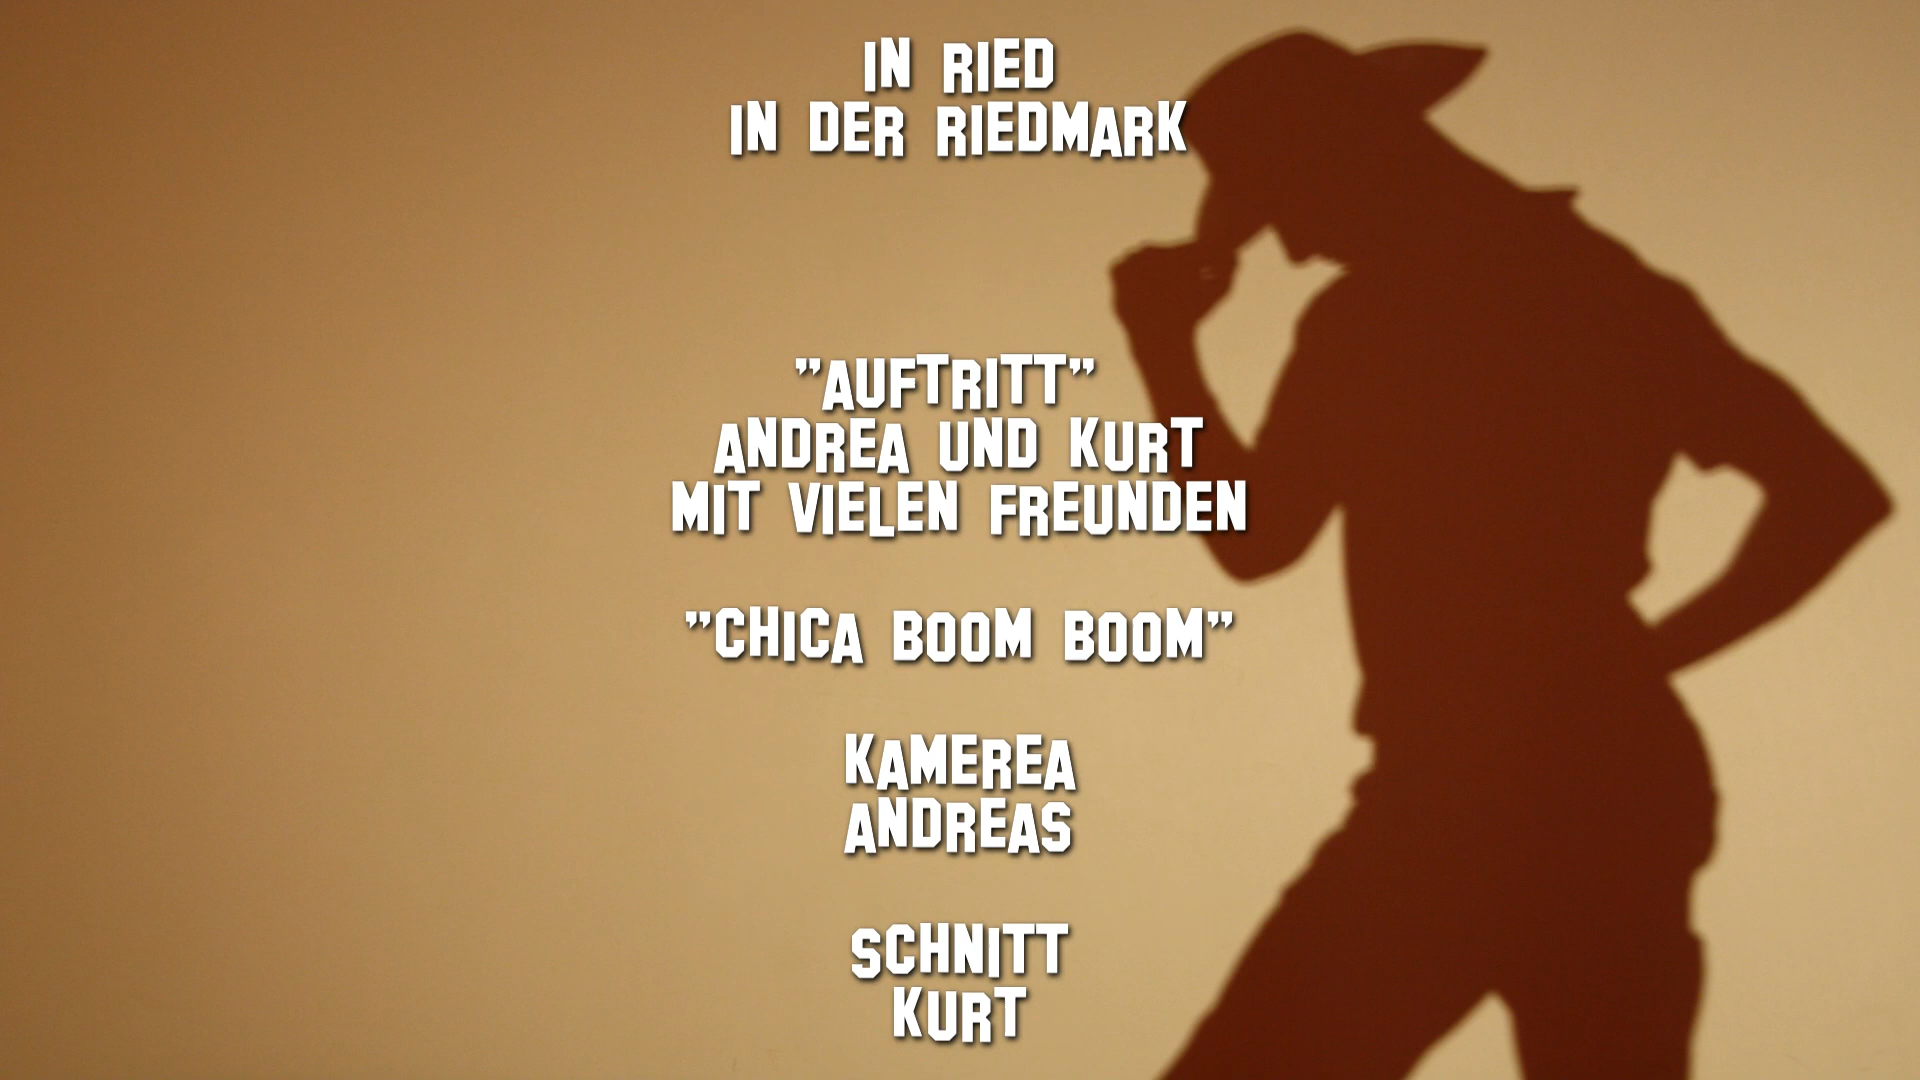 IN RIED
IN DER RIEDMARK
"AUFTRITT"
ANDREA UND KURT
MIT VIELEN FREUNDEN
"CHICA BOOM BOOM"
KAMEREA
ANDREAS
SCHNITT
KURT